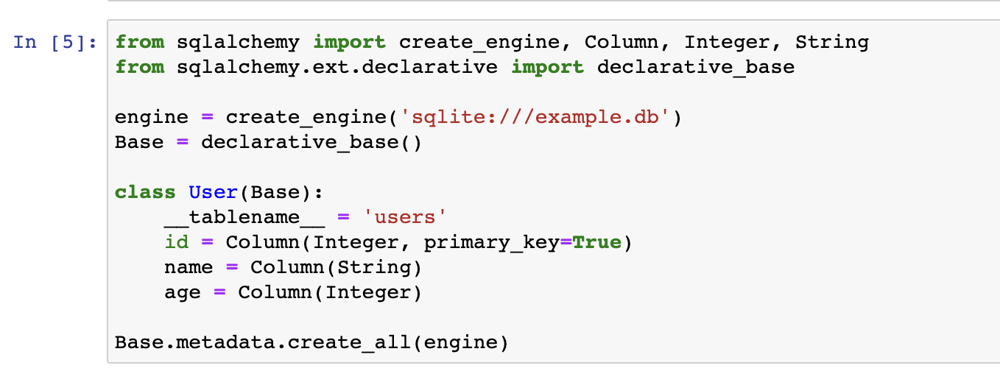 In [5]: from sqlalchemy import create_engine, Column, Integer, String
from sqlalchemy.ext.declarative import declarative_base

engine = create_engine('sqlite:///example.db')
Base = declarative_base()

class User(Base):
    __tablename__ = 'users'
    id = Column(Integer, primary_key=True)
    name = Column(String)
    age = Column(Integer)

Base.metadata.create_all(engine)